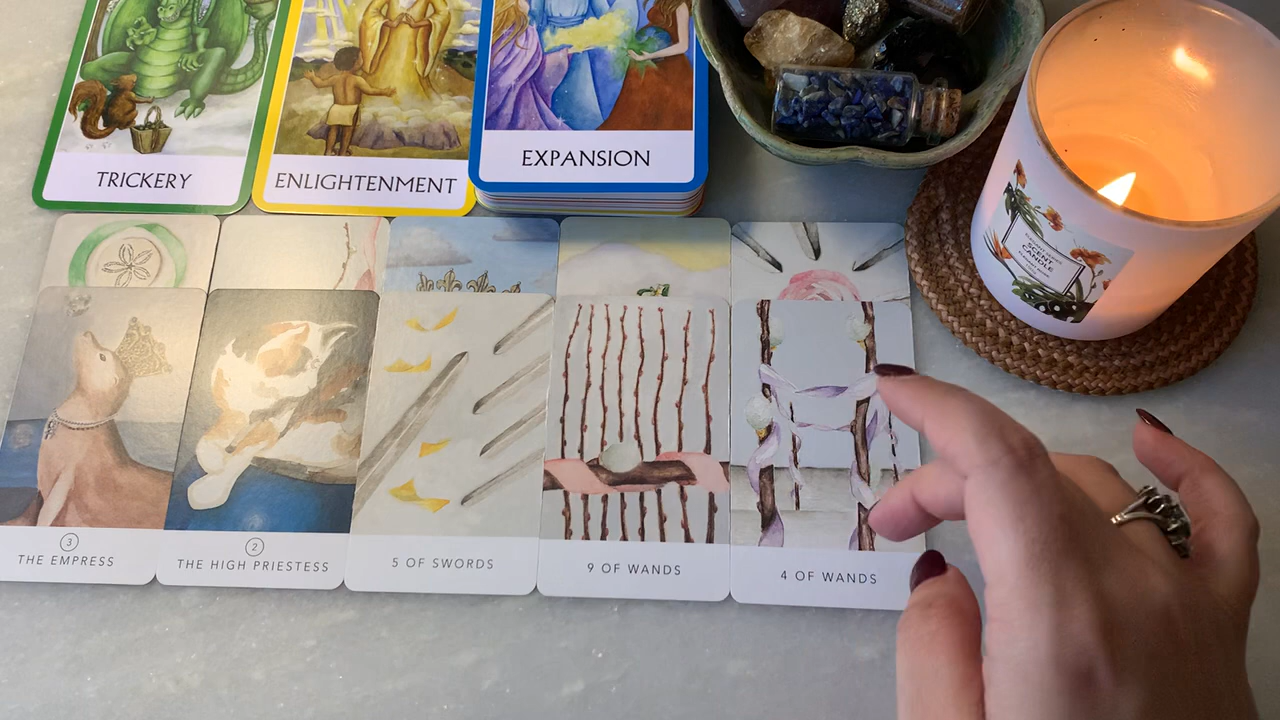 TRICKERY
ENLIGHTENMENT
EXPANSION
SCENT
CANDLE
3
THE EMPRESS
2
THE HIGH PRIESTESS
5 OF SWORDS
9 OF WANDS
4 OF WANDS